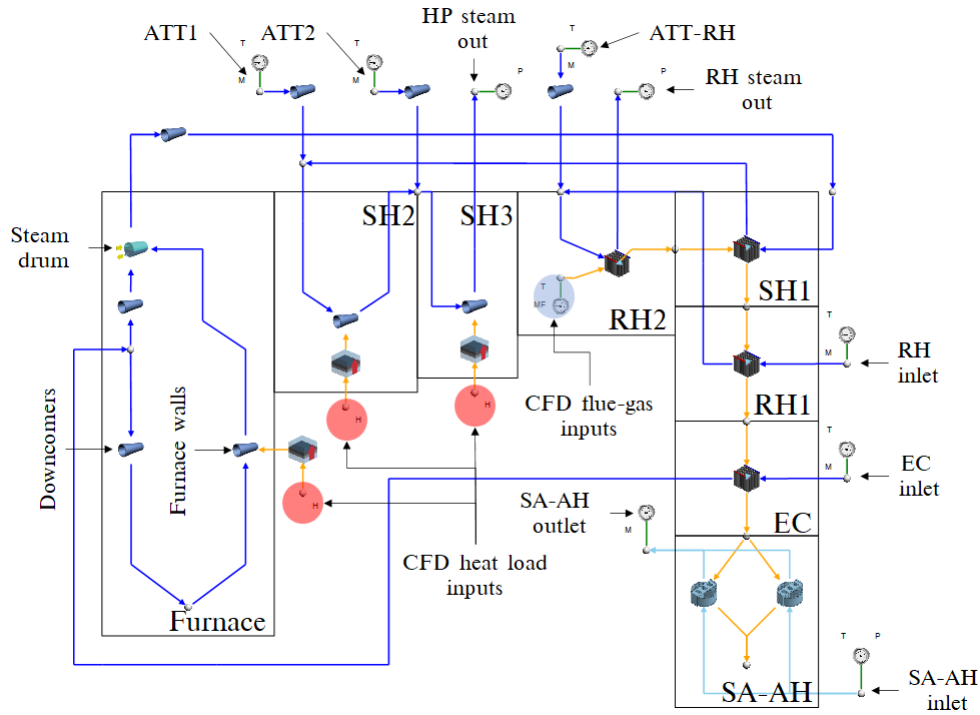 HP steam
out
ATT1
ATT2
ATT-RH
RH steam
out
T
M
T
M
P
T
M
P
Steam
drum
SH2
SH3
RH2
SH1
T
MF
T
M
RH
inlet
RH1
CFD flue-gas
inputs
Downcomers
Furnace walls
H
H
H
T
M
EC
inlet
EC
SA-AH
outlet
M
CFD heat load
inputs
Furnace
T
P
SA-AH
SA-AH
inlet